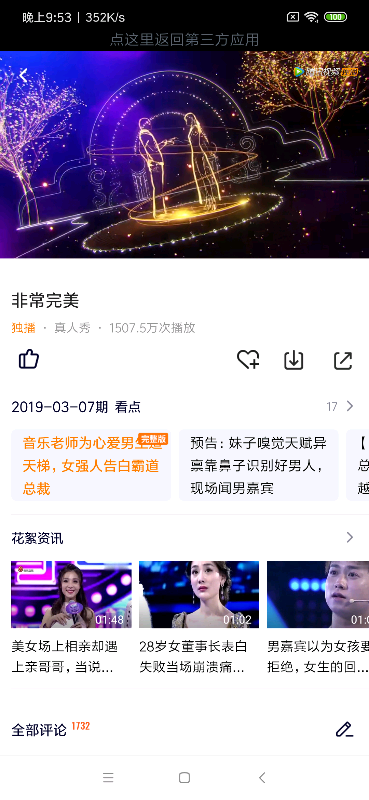 晚上9:53 | 352K/s
100
点这里返回第三方应用
腾讯视频
非常完美
独播 · 真人秀 · 1507.5万次播放
2019-03-07期 看点
17
音乐老师为心爱男生造
天梯，女强人告白霸道
总裁
完整版
预告: 妹子嗅觉天赋异
禀靠鼻子识别好男人，
现场闻男嘉宾
【
总
越
花絮资讯
01:48
01:02
美女场上相亲却遇
上亲哥哥，当说...
28岁女董事长表白
失败当场崩溃痛...
男嘉宾以为女孩要
拒绝，女生的回...
全部评论 1732